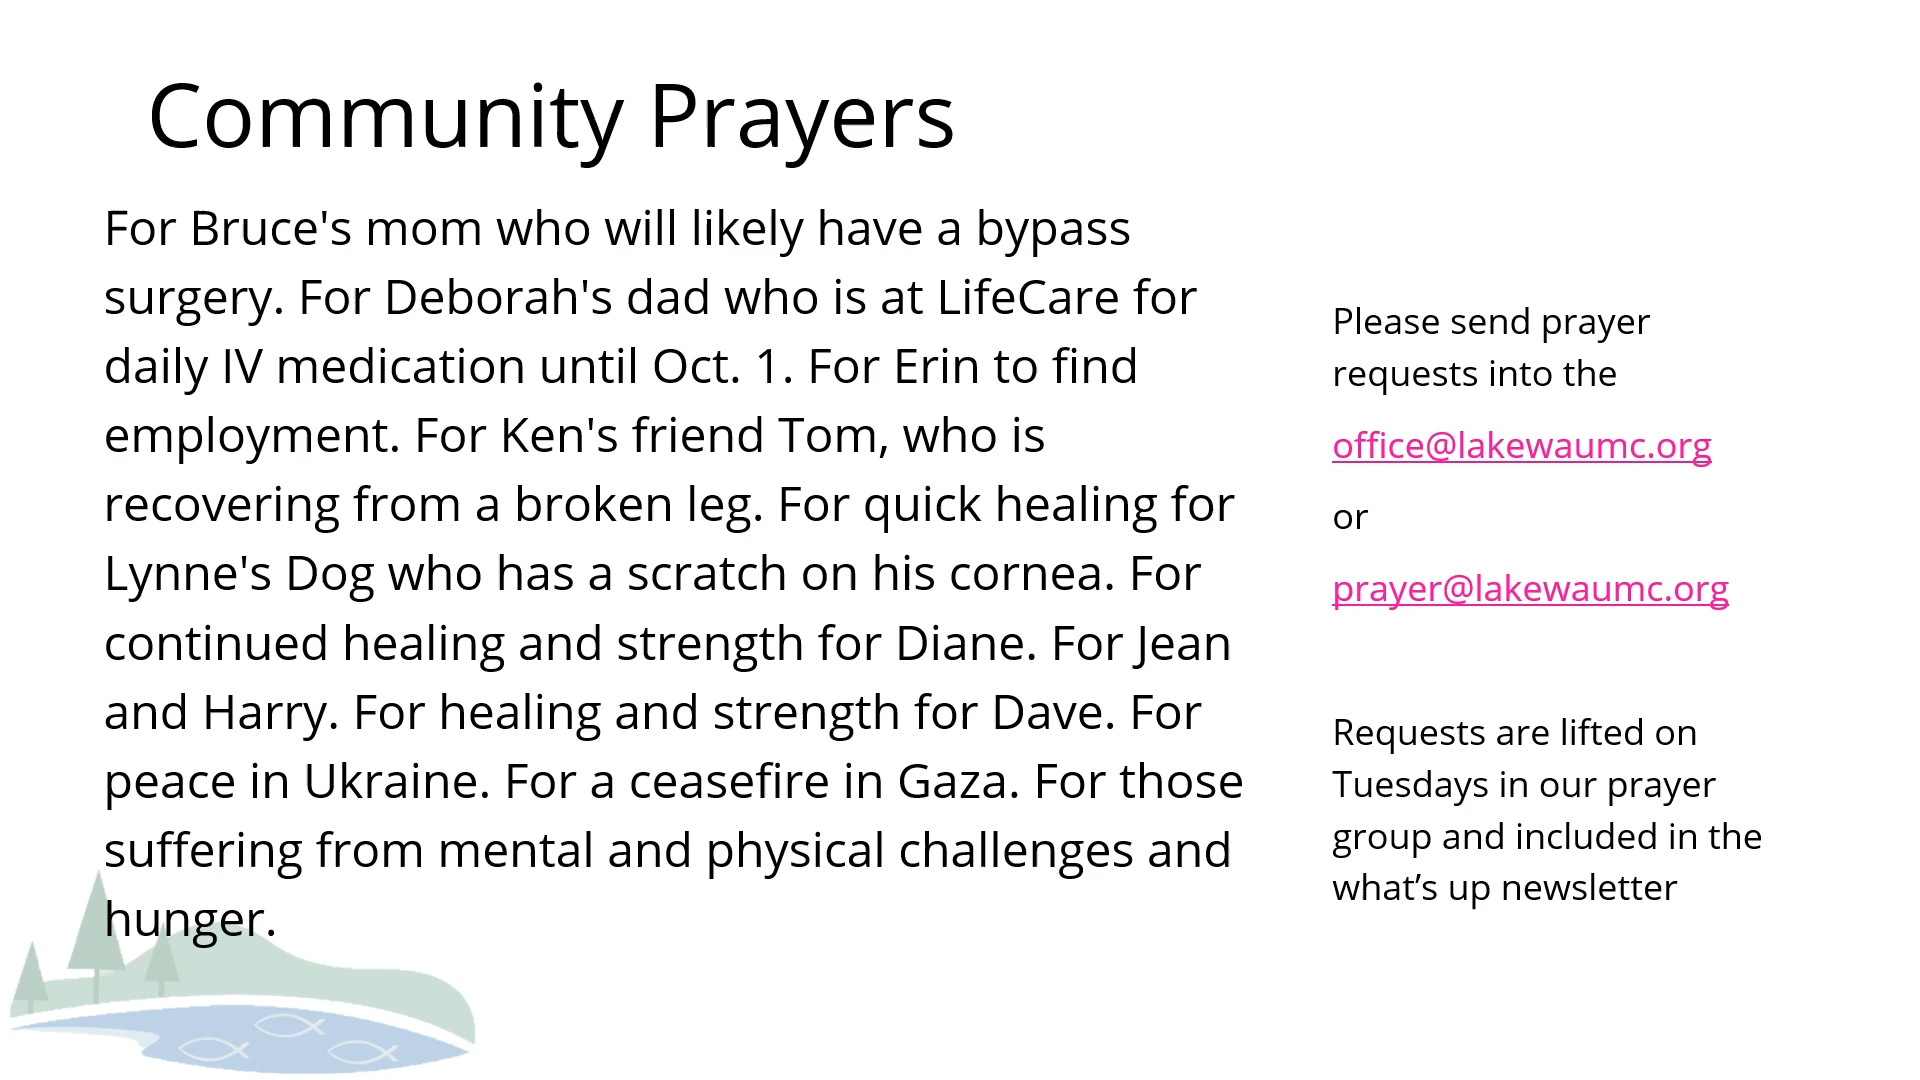 Community Prayers
For Bruce's mom who will likely have a bypass
surgery. For Deborah's dad who is at LifeCare for
daily IV medication until Oct. 1. For Erin to find
employment. For Ken's friend Tom, who is
recovering from a broken leg. For quick healing for
Lynne's Dog who has a scratch on his cornea. For
continued healing and strength for Diane. For Jean
and Harry. For healing and strength for Dave. For
peace in Ukraine. For a ceasefire in Gaza. For those
suffering from mental and physical challenges and
hunger.
Please send prayer
requests into the
office@lakewaumc.org
or
prayer@lakewaumc.org
Requests are lifted on
Tuesdays in our prayer
group and included in the
what’s up newsletter